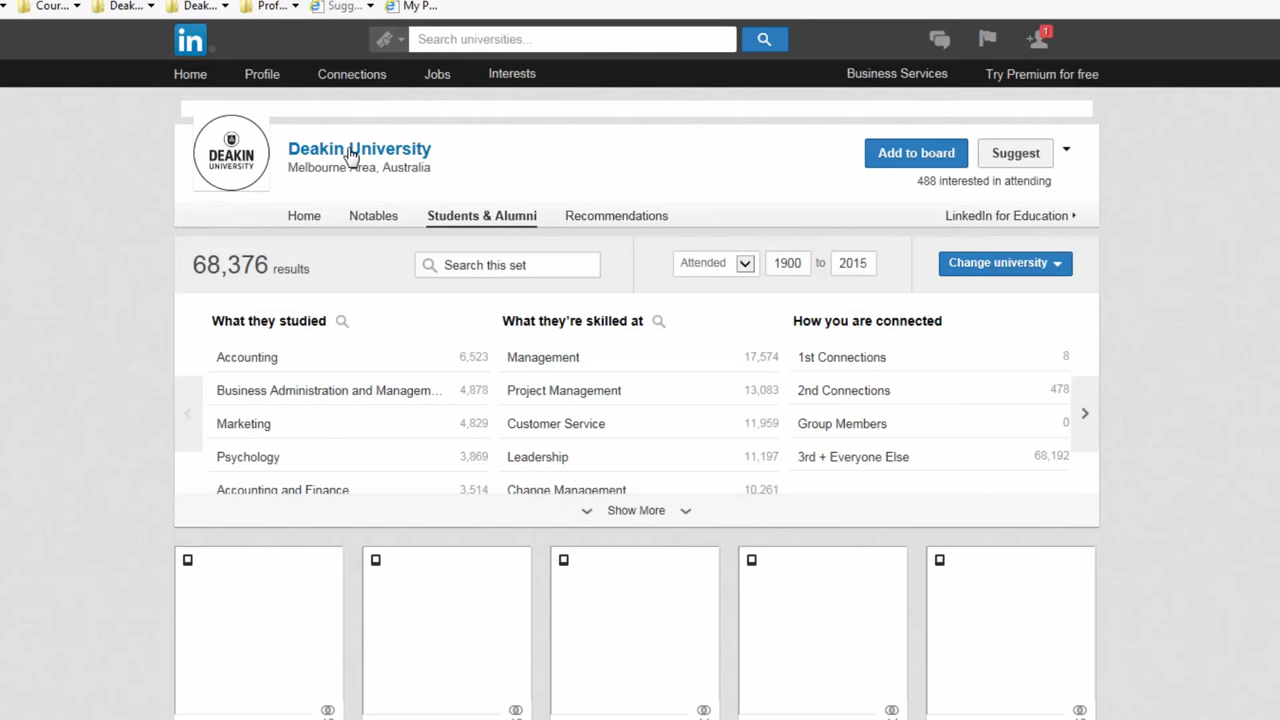 Cour... Deak... Deak... Prof... Sugg... My P...
in Search universities... 1
Home Profile Connections Jobs Interests Business Services Try Premium for free
DEAKIN
UNIVERSITY
Deakin University
Melbourne Area, Australia
Add to board Suggest
488 interested in attending
Home Notables Students & Alumni Recommendations LinkedIn for Education
68,376 results Search this set Attended 1900 to 2015 Change university
What they studied What they're skilled at How you are connected
Accounting 6,523 Management 17,574 1st Connections 8
Business Administration and Managem... 4,878 Project Management 13,083 2nd Connections 478
Marketing 4,829 Customer Service 11,959 Group Members 0
Psychology 3,869 Leadership 11,197 3rd + Everyone Else 68,192
Accounting and Finance 3,514 Change Management 10,261
Show More